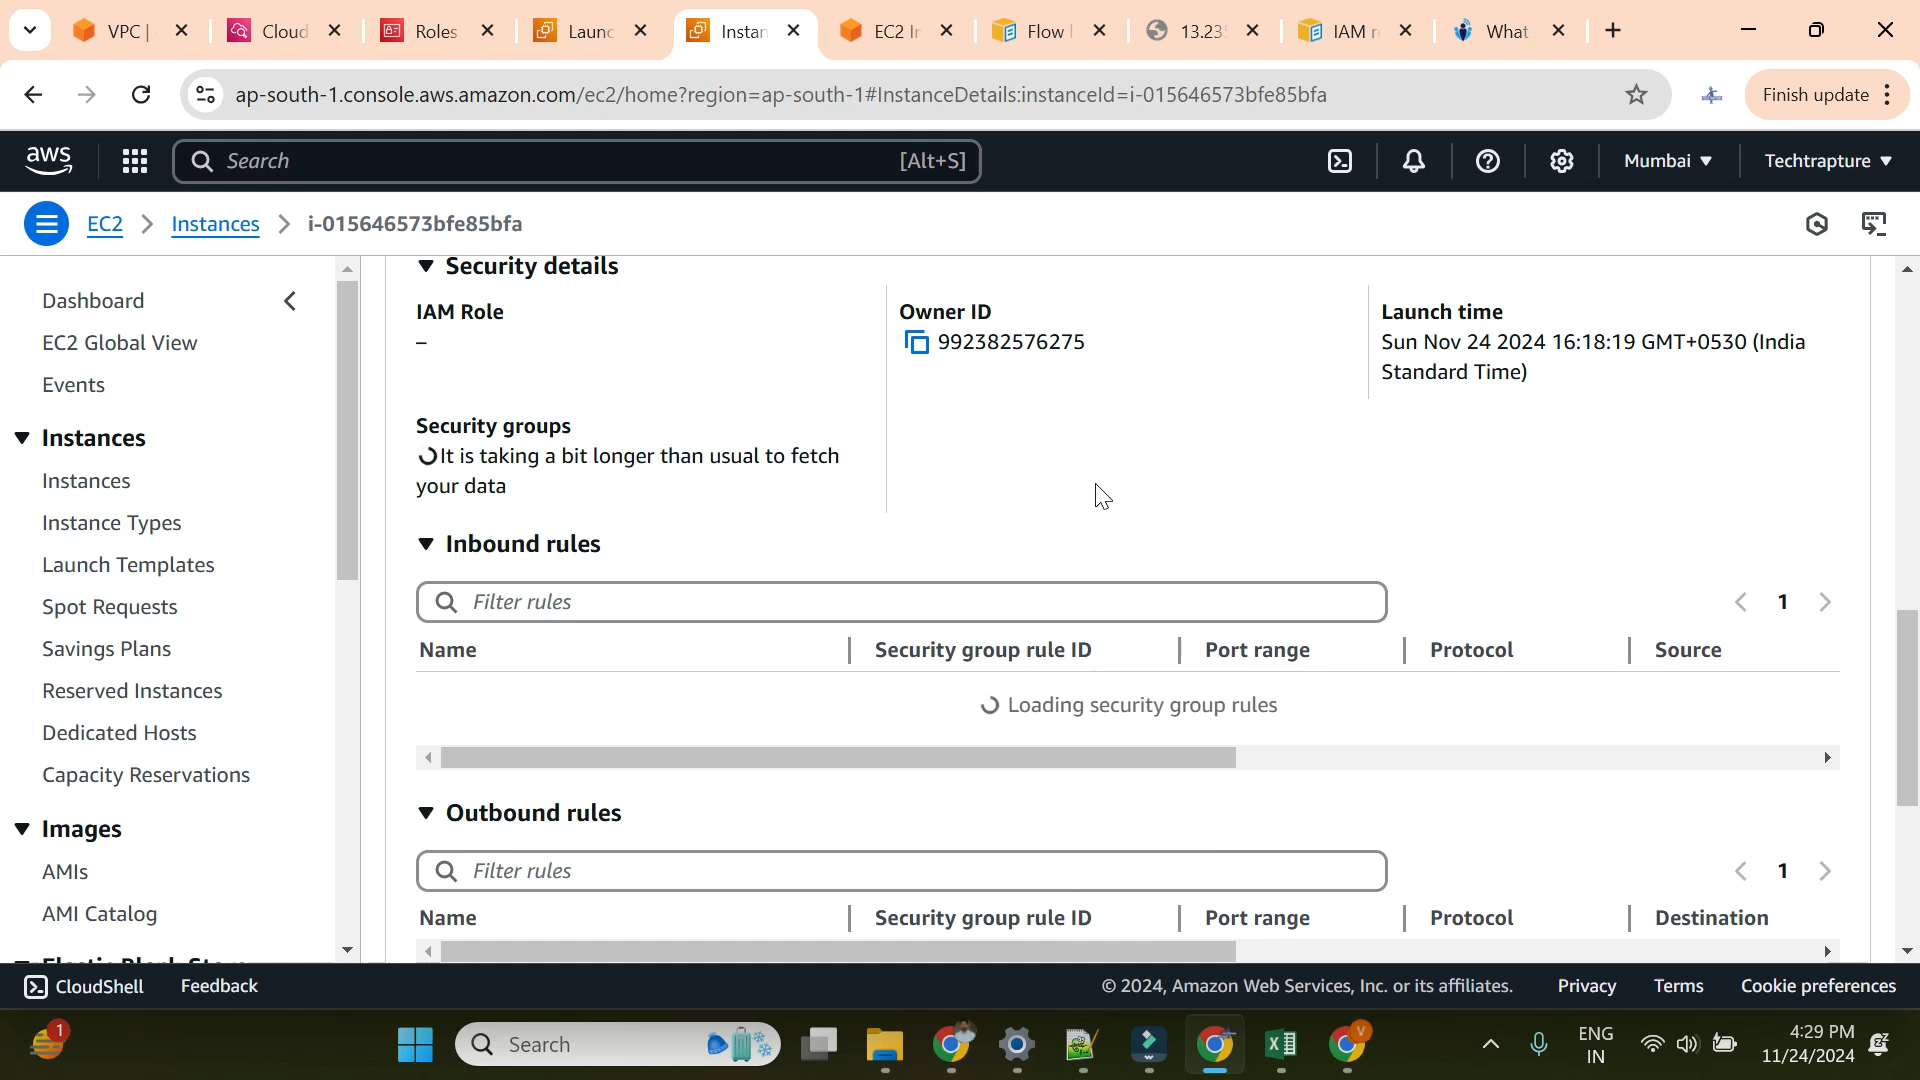 VPC |
Cloud
Roles
Launc
Instan
EC2 Ir
Flow
13.23
IAM r
What
ap-south-1.console.aws.amazon.com/ec2/home?region=ap-south-1#InstanceDetails:instanceId=i-015646573bfe85bfa
Finish update
aws
Search
[Alt+S]
Mumbai
Techtrapture
EC2
Instances
i-015646573bfe85bfa
Dashboard
EC2 Global View
Events
Instances
Instances
Instance Types
Launch Templates
Spot Requests
Savings Plans
Reserved Instances
Dedicated Hosts
Capacity Reservations
Images
AMIs
AMI Catalog
Security details
IAM Role
–
Owner ID
992382576275
Launch time
Sun Nov 24 2024 16:18:19 GMT+0530 (India
Standard Time)
Security groups
It is taking a bit longer than usual to fetch
your data
Inbound rules
Filter rules
1
Name
Security group rule ID
Port range
Protocol
Source
Loading security group rules
Outbound rules
Filter rules
1
Name
Security group rule ID
Port range
Protocol
Destination
CloudShell
Feedback
© 2024, Amazon Web Services, Inc. or its affiliates.
Privacy
Terms
Cookie preferences
1
Search
V
ENG
IN
4:29 PM
11/24/2024